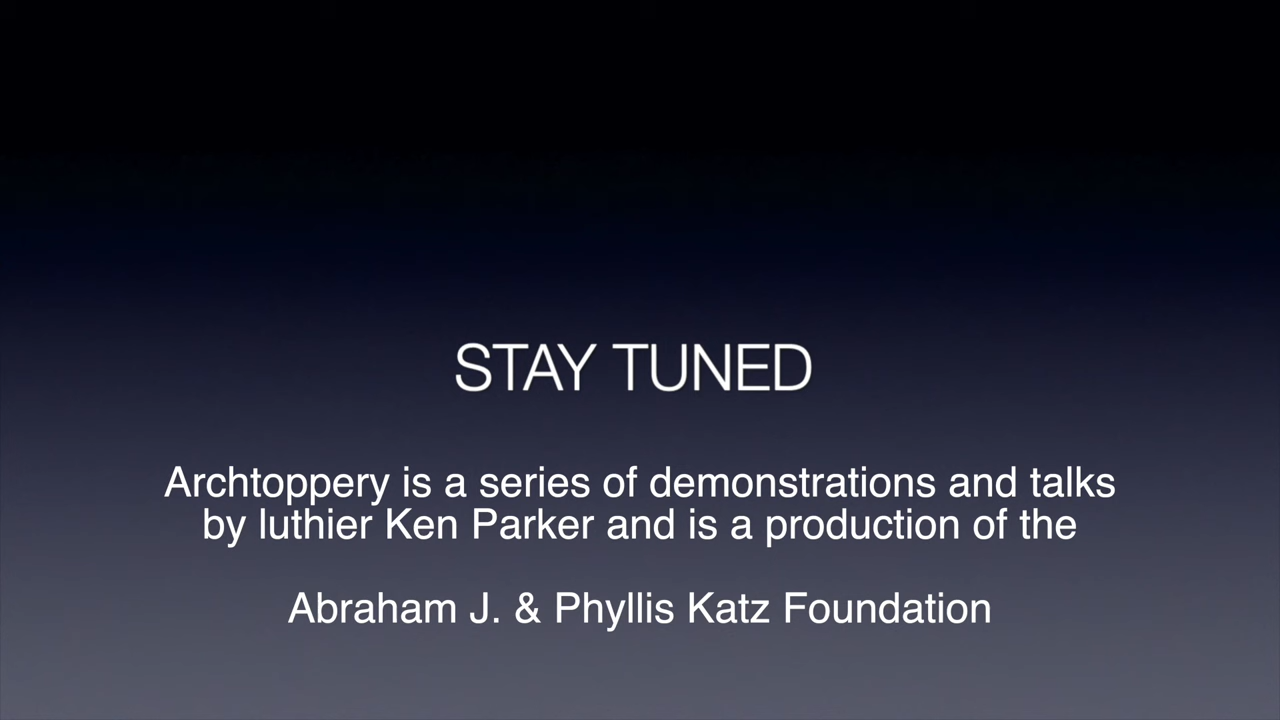 STAY TUNED
Archtoppery is a series of demonstrations and talks
by luthier Ken Parker and is a production of the
Abraham J. & Phyllis Katz Foundation